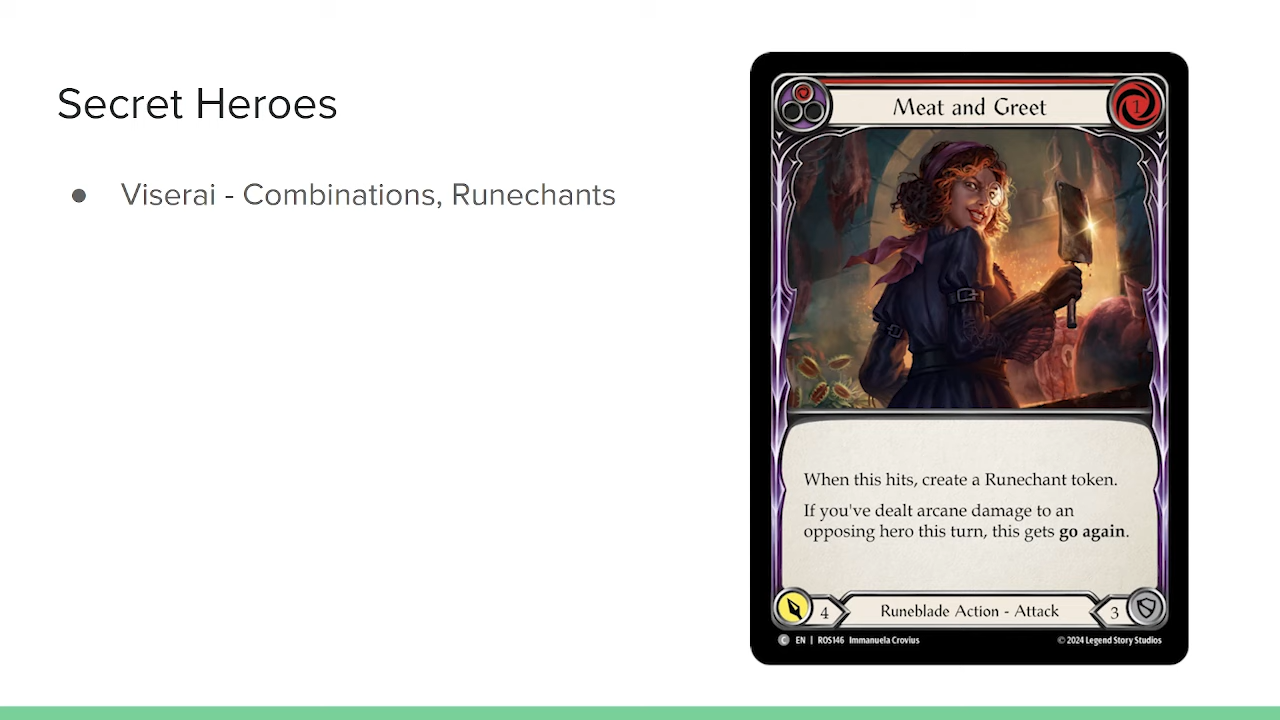 Secret Heroes
● Viserai - Combinations, Runechants
Meat and Greet
1
When this hits, create a Runechant token.
If you've dealt arcane damage to an
opposing hero this turn, this gets go again.
4
Runeblade Action - Attack
3
C EN | ROS146 Immanuela Crovius
© 2024 Legend Story Studios